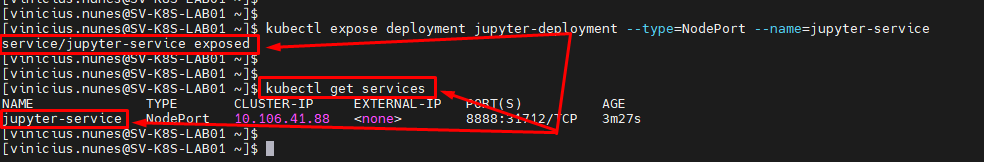 [vinicius.nunes@SV-K8S-LAB01 ~]$
[vinicius.nunes@SV-K8S-LAB01 ~]$ kubectl expose deployment jupyter-deployment --type=NodePort --name=jupyter-service
service/jupyter-service exposed
[vinicius.nunes@SV-K8S-LAB01 ~]$
[vinicius.nunes@SV-K8S-LAB01 ~]$
[vinicius.nunes@SV-K8S-LAB01 ~]$ kubectl get services
NAME TYPE CLUSTER-IP EXTERNAL-IP PORT(S) AGE
jupyter-service NodePort 10.106.41.88 <none> 8888:31712/TCP 3m27s
[vinicius.nunes@SV-K8S-LAB01 ~]$
[vinicius.nunes@SV-K8S-LAB01 ~]$